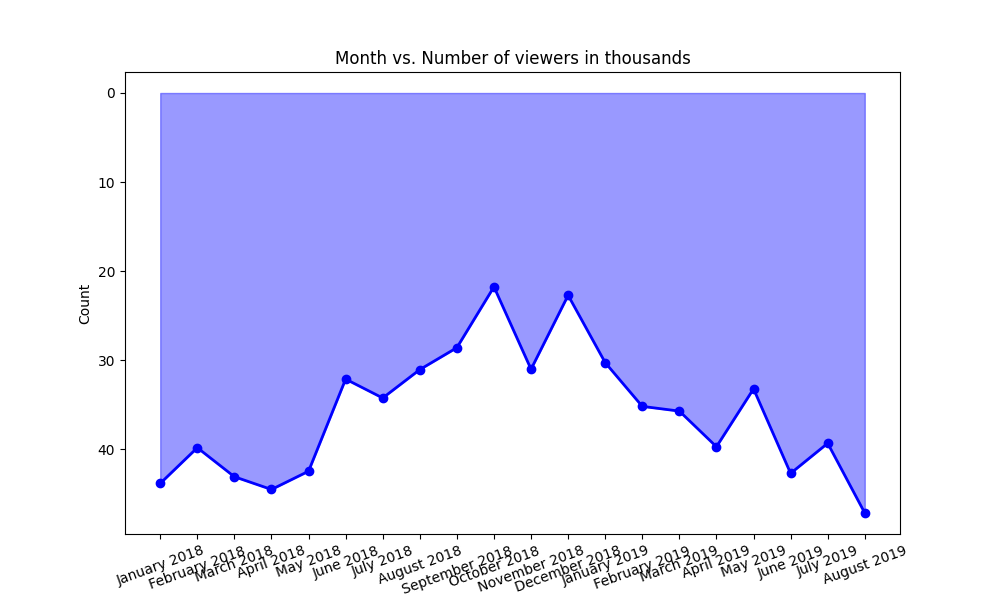 Month vs. Number of viewers in thousands
0
10
20
30
40
Count
January 2018
February 2018
March 2018
April 2018
May 2018
June 2018
July 2018
August 2018
September 2018
October 2018
November 2018
December 2018
January 2019
February 2019
March 2019
April 2019
May 2019
June 2019
July 2019
August 2019